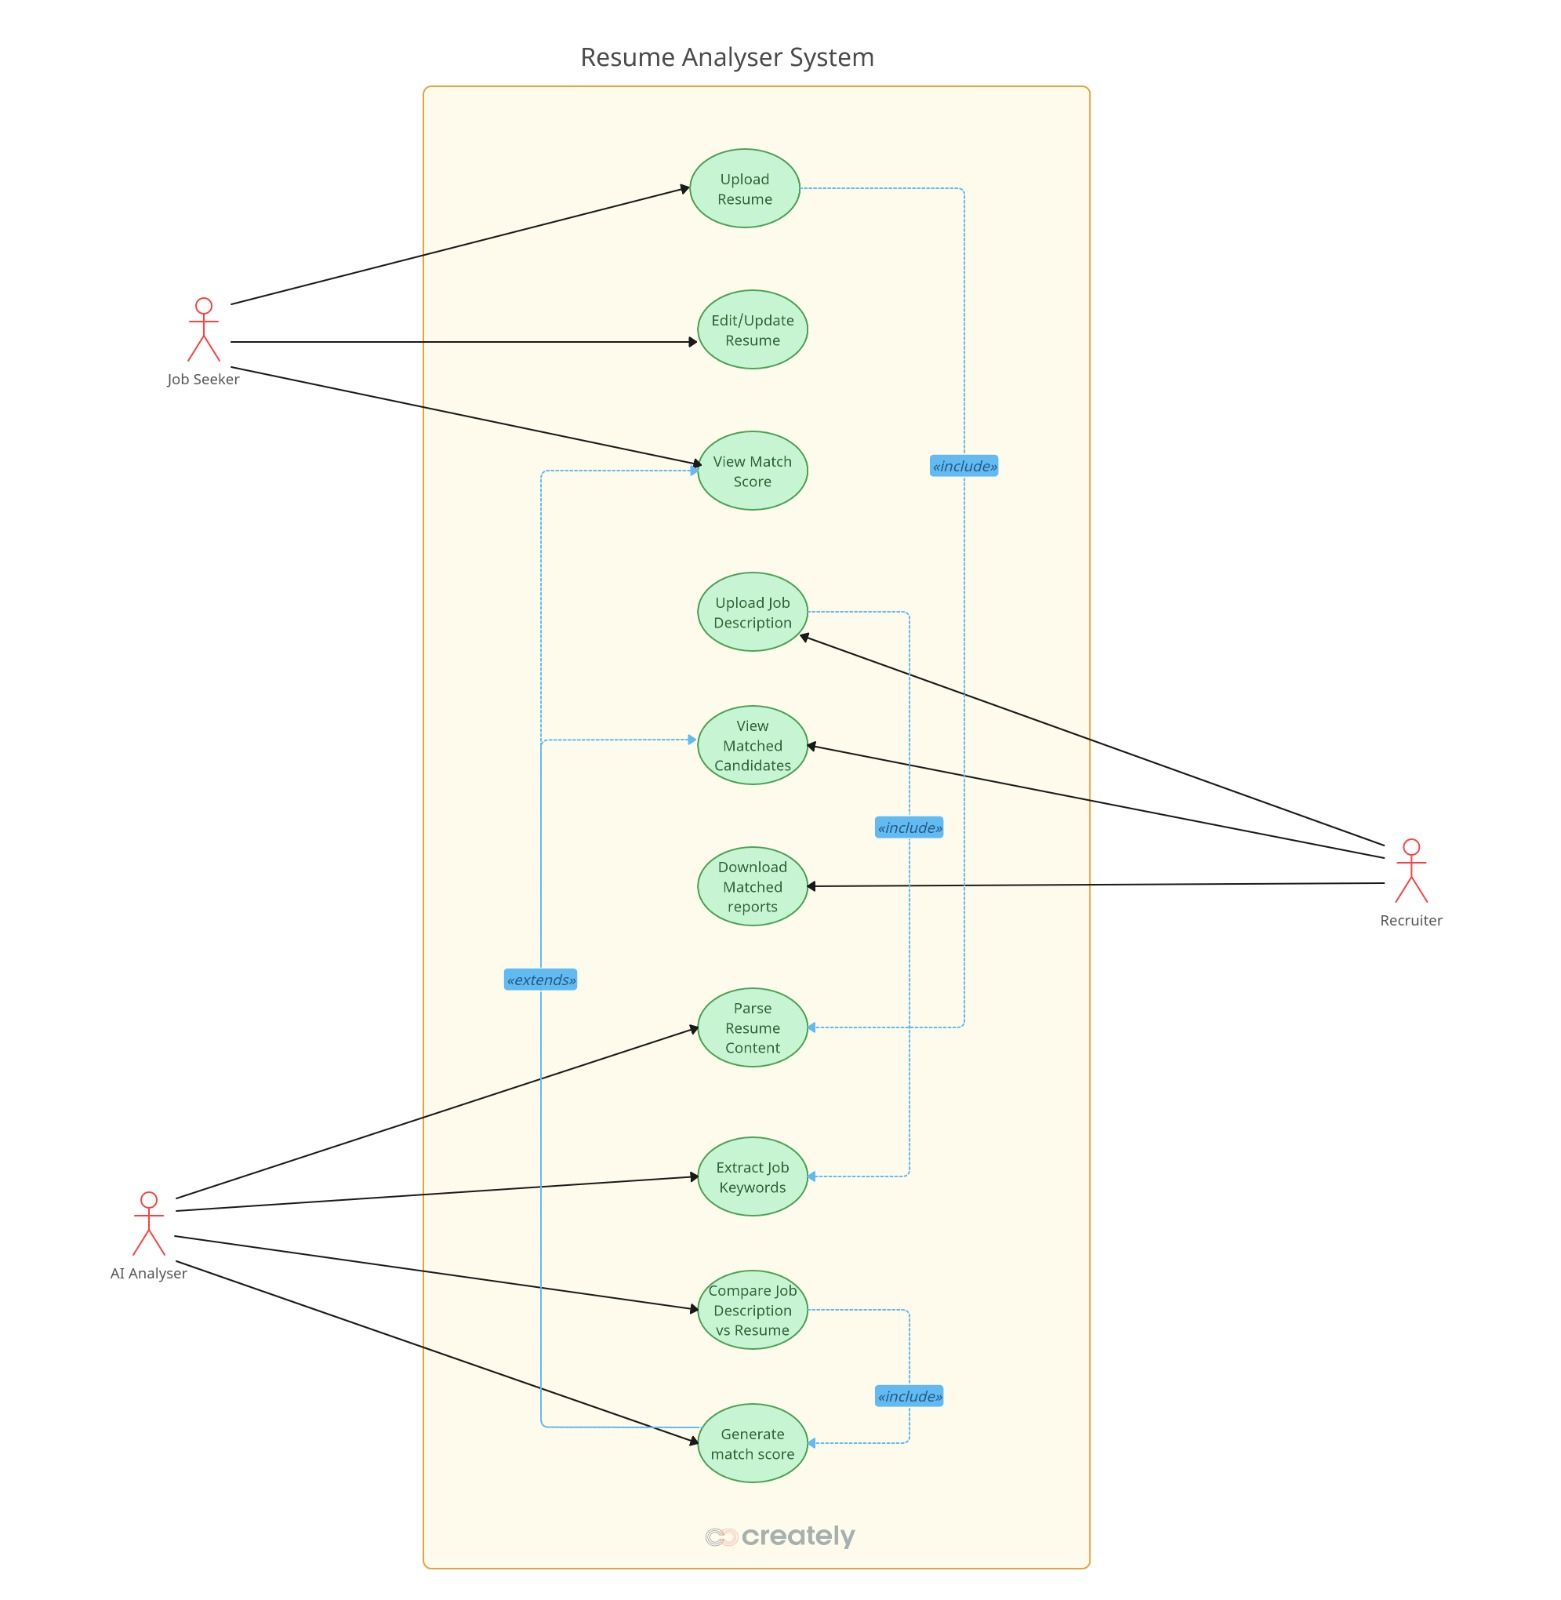 Resume Analyser System
Upload
Resume
Edit/Update
Resume
Job Seeker
View Match
Score
«include»
Upload Job
Description
View
Matched
Candidates
«include»
Download
Matched
reports
Recruiter
«extends»
Parse
Resume
Content
Extract Job
Keywords
AI Analyser
Compare Job
Description
vs Resume
«include»
Generate
match score
creately